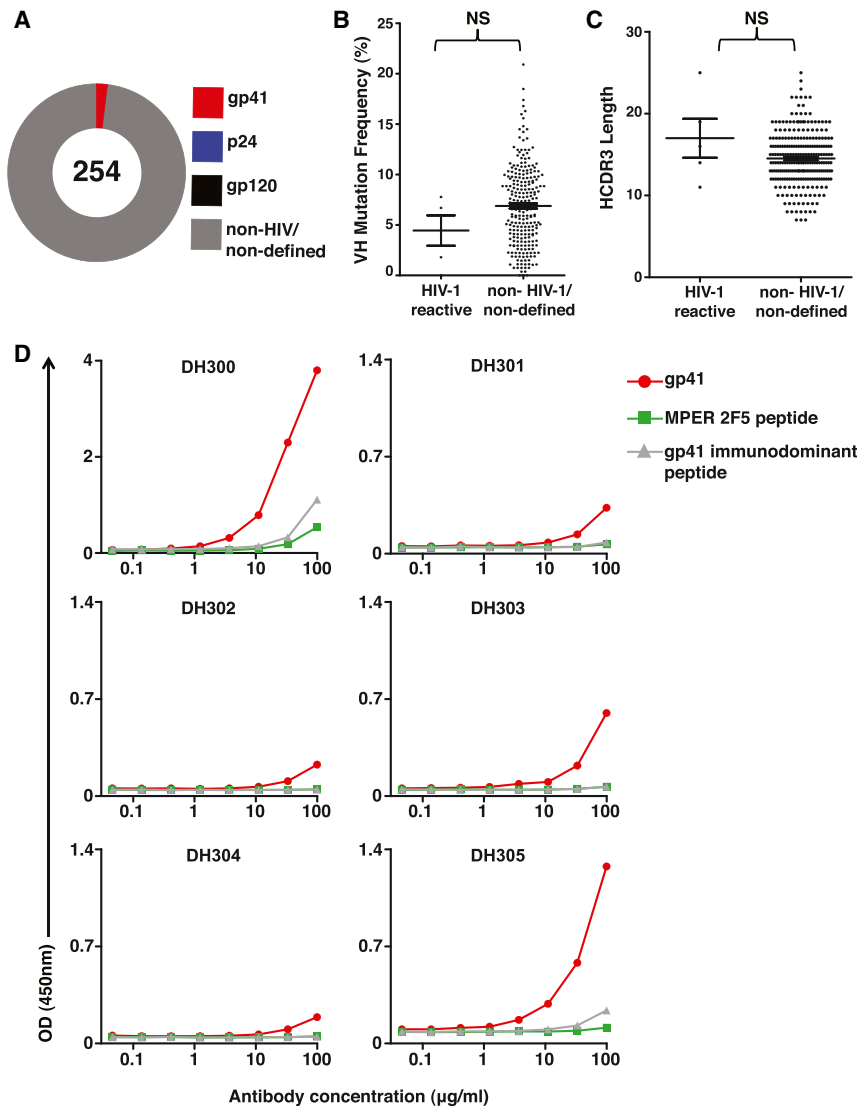 A
254
gp41
p24
gp120
non-HIV/
non-defined
B
NS
VH Mutation Frequency (%)
25
20
15
10
5
0
HIV-1
reactive
non- HIV-1/
non-defined
C
NS
HCDR3 Length
30
20
10
0
HIV-1
reactive
non- HIV-1/
non-defined
D
DH300
4
2
0
0.1
1
10
100
DH301
1.4
0.7
0
0.1
1
10
100
gp41
MPER 2F5 peptide
gp41 immunodominant
peptide
DH302
1.4
0.7
0
0.1
1
10
100
DH303
1.4
0.7
0
0.1
1
10
100
DH304
1.4
0.7
0
0.1
1
10
100
DH305
1.4
0.7
0
0.1
1
10
100
OD (450nm)
Antibody concentration (µg/ml)